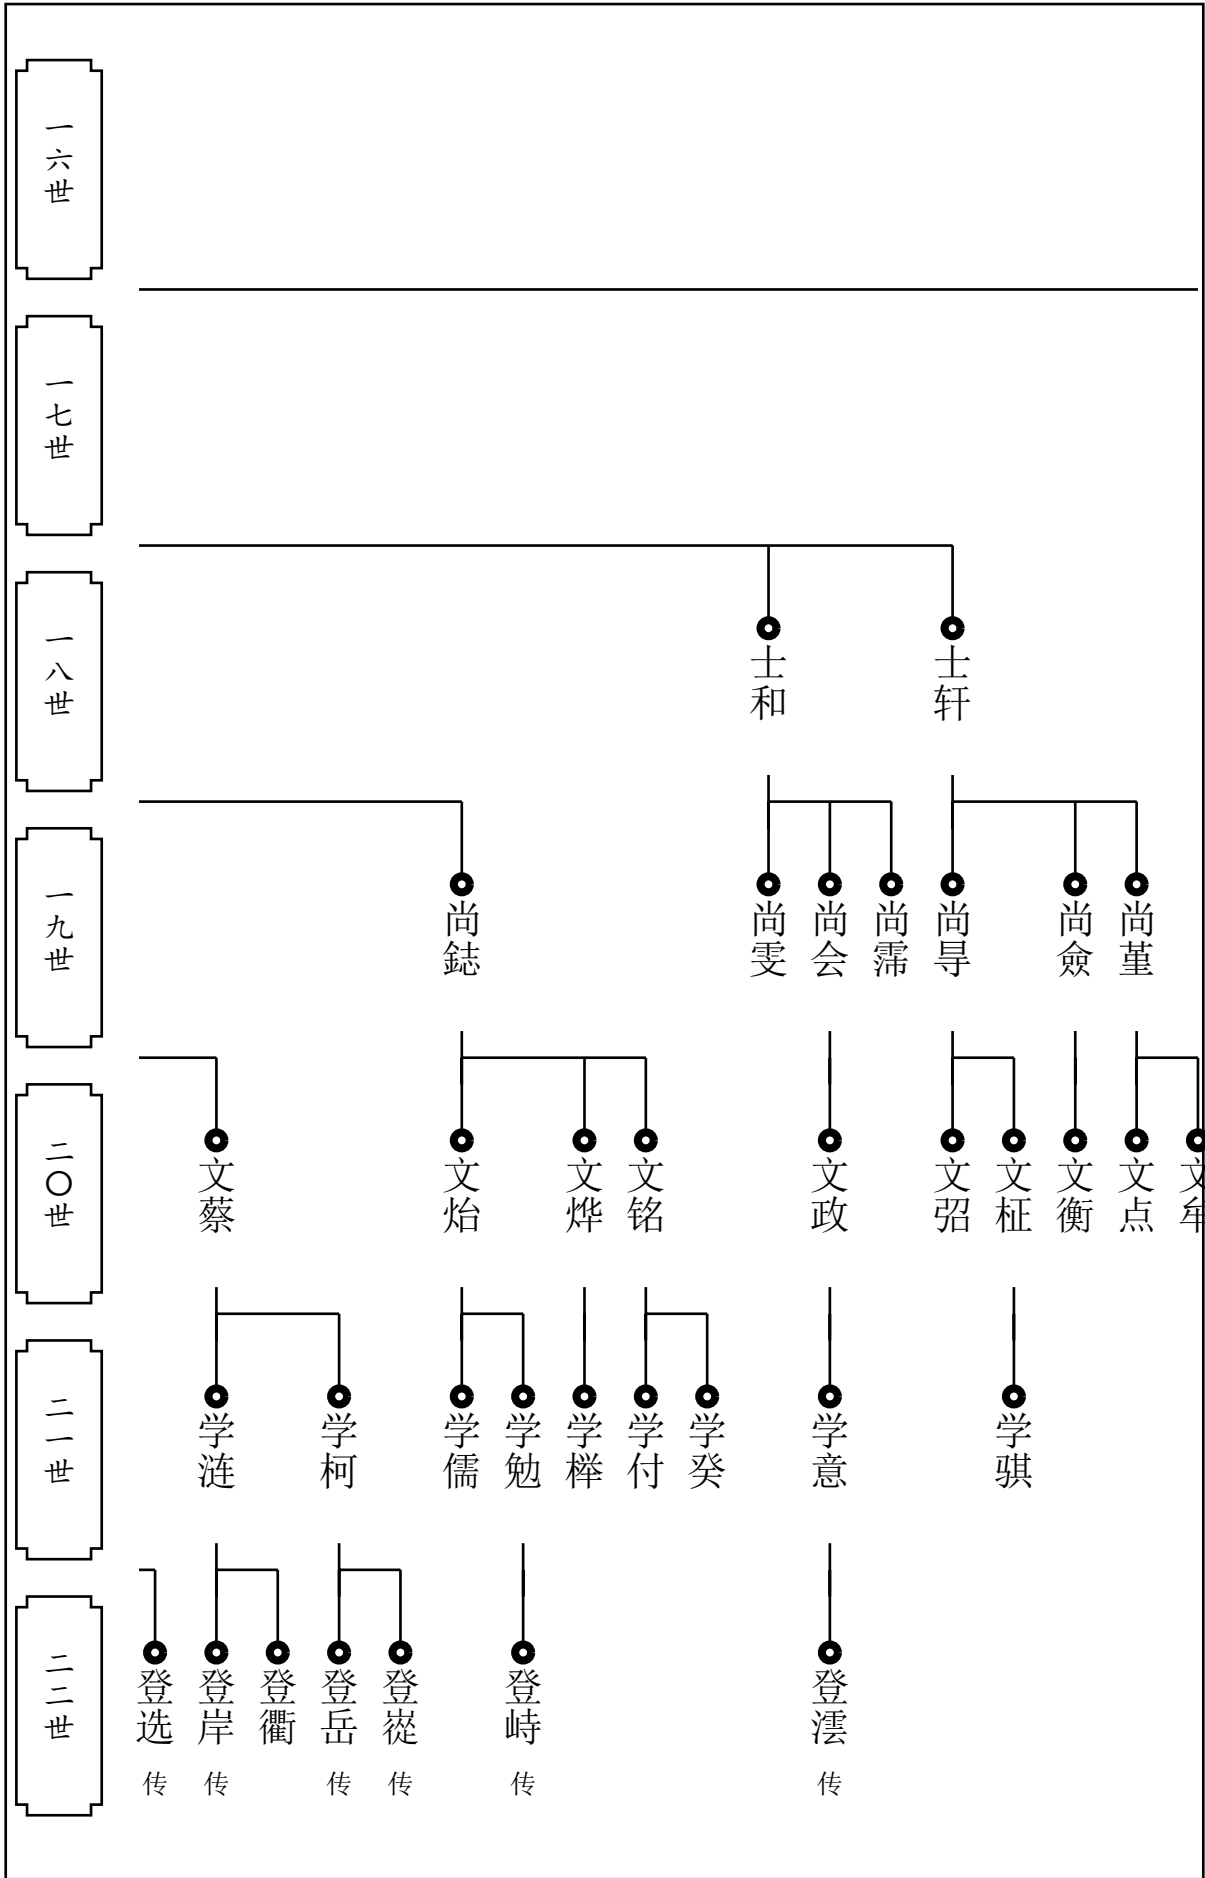 一六世
一七世
一八世
士和
士轩
一九世
尚鋕
尚雯
尚会
尚霈
尚㝵
尚僉
尚堇
二〇世
文蔡
文炲
文烨
文铭
文政
文弨
文柾
文衡
文点
文牟
二一世
学涟
学柯
学儒
学勉
学榉
学付
学癸
学意
学骐
二二世
登选
传
登岸
传
登衢
登岳
传
登嵸
传
登峙
传
登澐
传